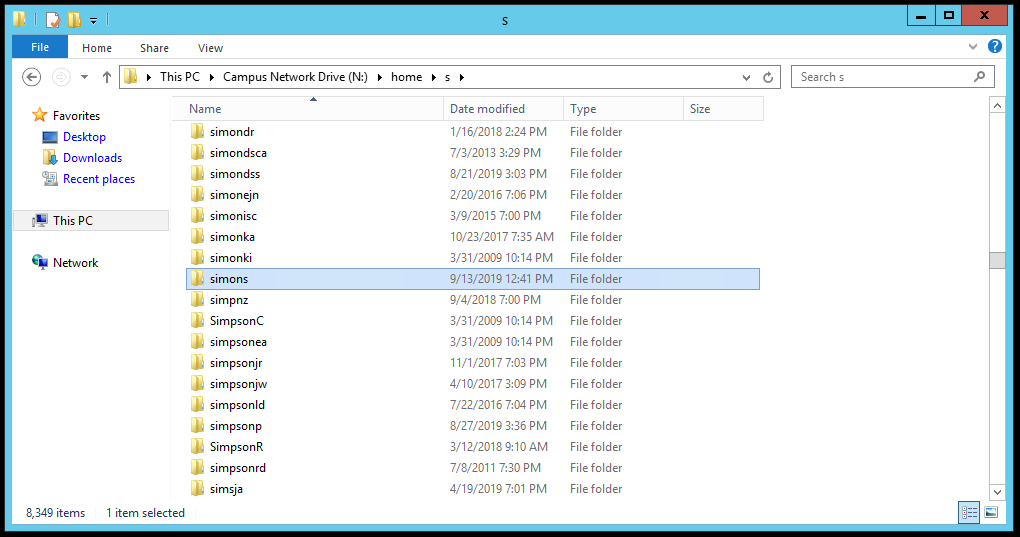 s
File Home Share View
This PC Campus Network Drive (N:) home s Search s
Name Date modified Type Size
Favorites
Desktop
Downloads
Recent places
This PC
Network
simondr 1/16/2018 2:24 PM File folder
simondsca 7/3/2013 3:29 PM File folder
simondss 8/21/2019 3:03 PM File folder
simonejn 2/20/2016 7:06 PM File folder
simonisc 3/9/2015 7:00 PM File folder
simonka 10/23/2017 7:35 AM File folder
simonki 3/31/2009 10:14 PM File folder
simons 9/13/2019 12:41 PM File folder
simpnz 9/4/2018 7:00 PM File folder
SimpsonC 3/31/2009 10:14 PM File folder
simpsonea 3/31/2009 10:14 PM File folder
simpsonjr 11/1/2017 7:03 PM File folder
simpsonjw 4/10/2017 3:09 PM File folder
simpsonld 7/22/2016 7:04 PM File folder
simpsonp 8/27/2019 3:36 PM File folder
SimpsonR 3/12/2018 9:10 AM File folder
simpsonrd 7/8/2011 7:30 PM File folder
simsja 4/19/2019 7:01 PM File folder
8,349 items 1 item selected